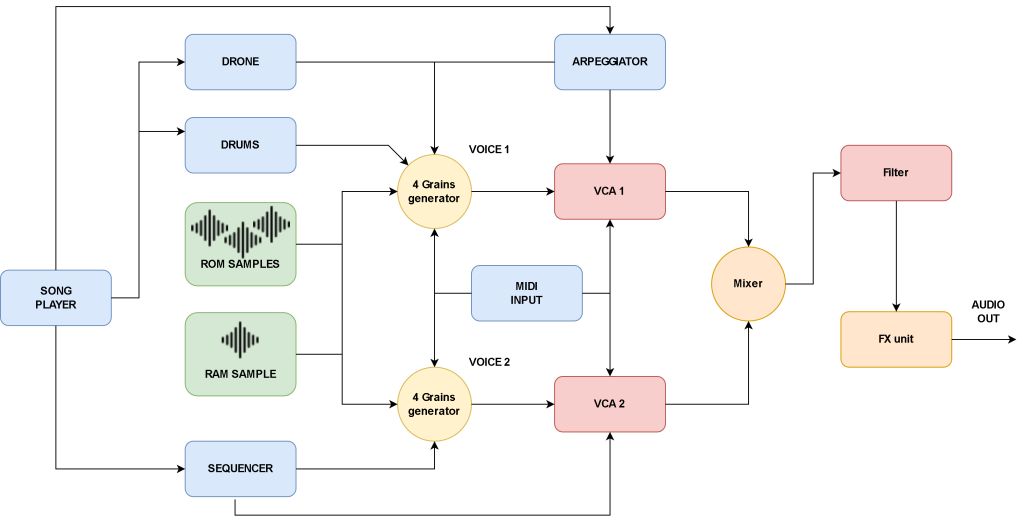 DRONE
ARPEGGIATOR
DRUMS
VOICE 1
4 Grains
generator
VCA 1
Filter
ROM SAMPLES
SONG
PLAYER
MIDI
INPUT
Mixer
AUDIO
OUT
FX unit
RAM SAMPLE
VOICE 2
4 Grains
generator
VCA 2
SEQUENCER